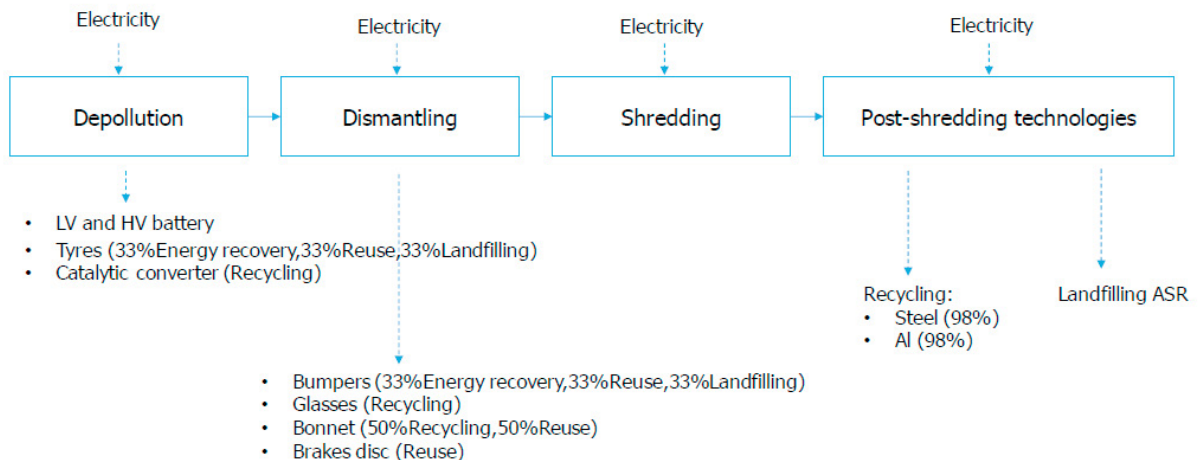 Electricity
Electricity
Electricity
Electricity
Depollution
Dismantling
Shredding
Post-shredding technologies
• LV and HV battery
• Tyres (33%Energy recovery,33%Reuse,33%Landfilling)
• Catalytic converter (Recycling)
Recycling:
• Steel (98%)
• Al (98%)
Landfilling ASR
• Bumpers (33%Energy recovery,33%Reuse,33%Landfilling)
• Glasses (Recycling)
• Bonnet (50%Recycling,50%Reuse)
• Brakes disc (Reuse)